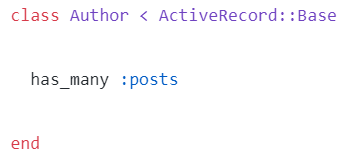 class Author < ActiveRecord::Base
has_many :posts
end